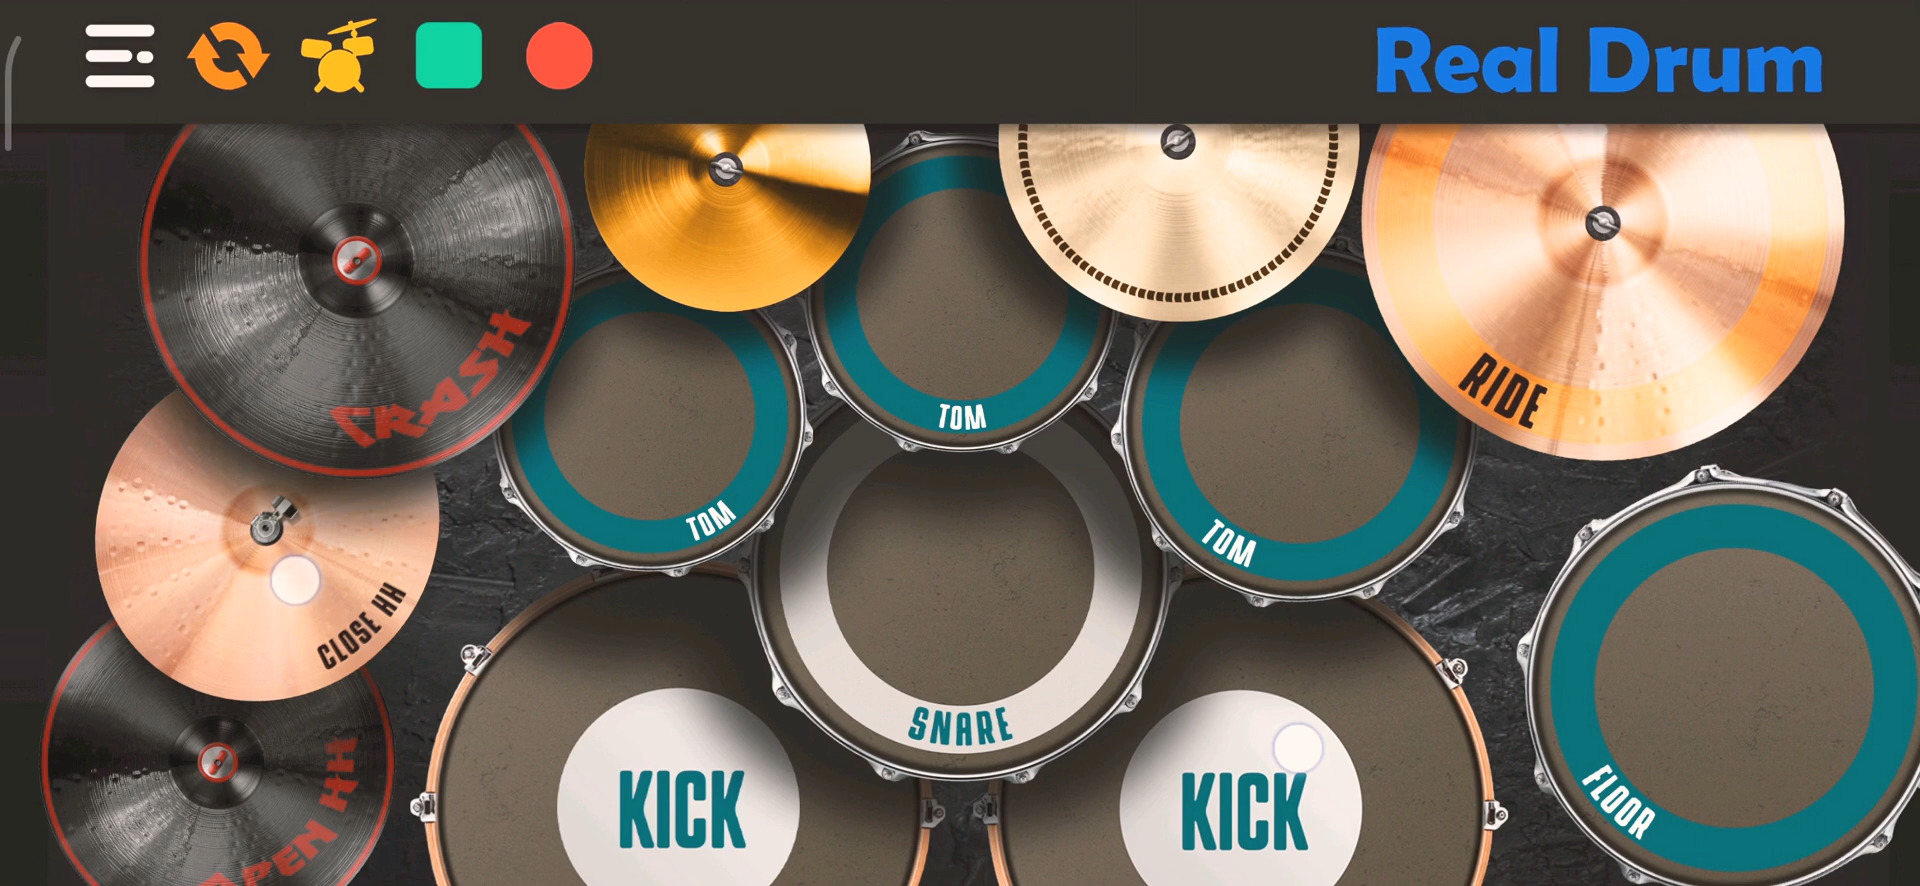 Real Drum
CRASH
RIDE
TOM
TOM
TOM
CLOSE HH
SNARE
OPEN HH
KICK
KICK
FLOOR